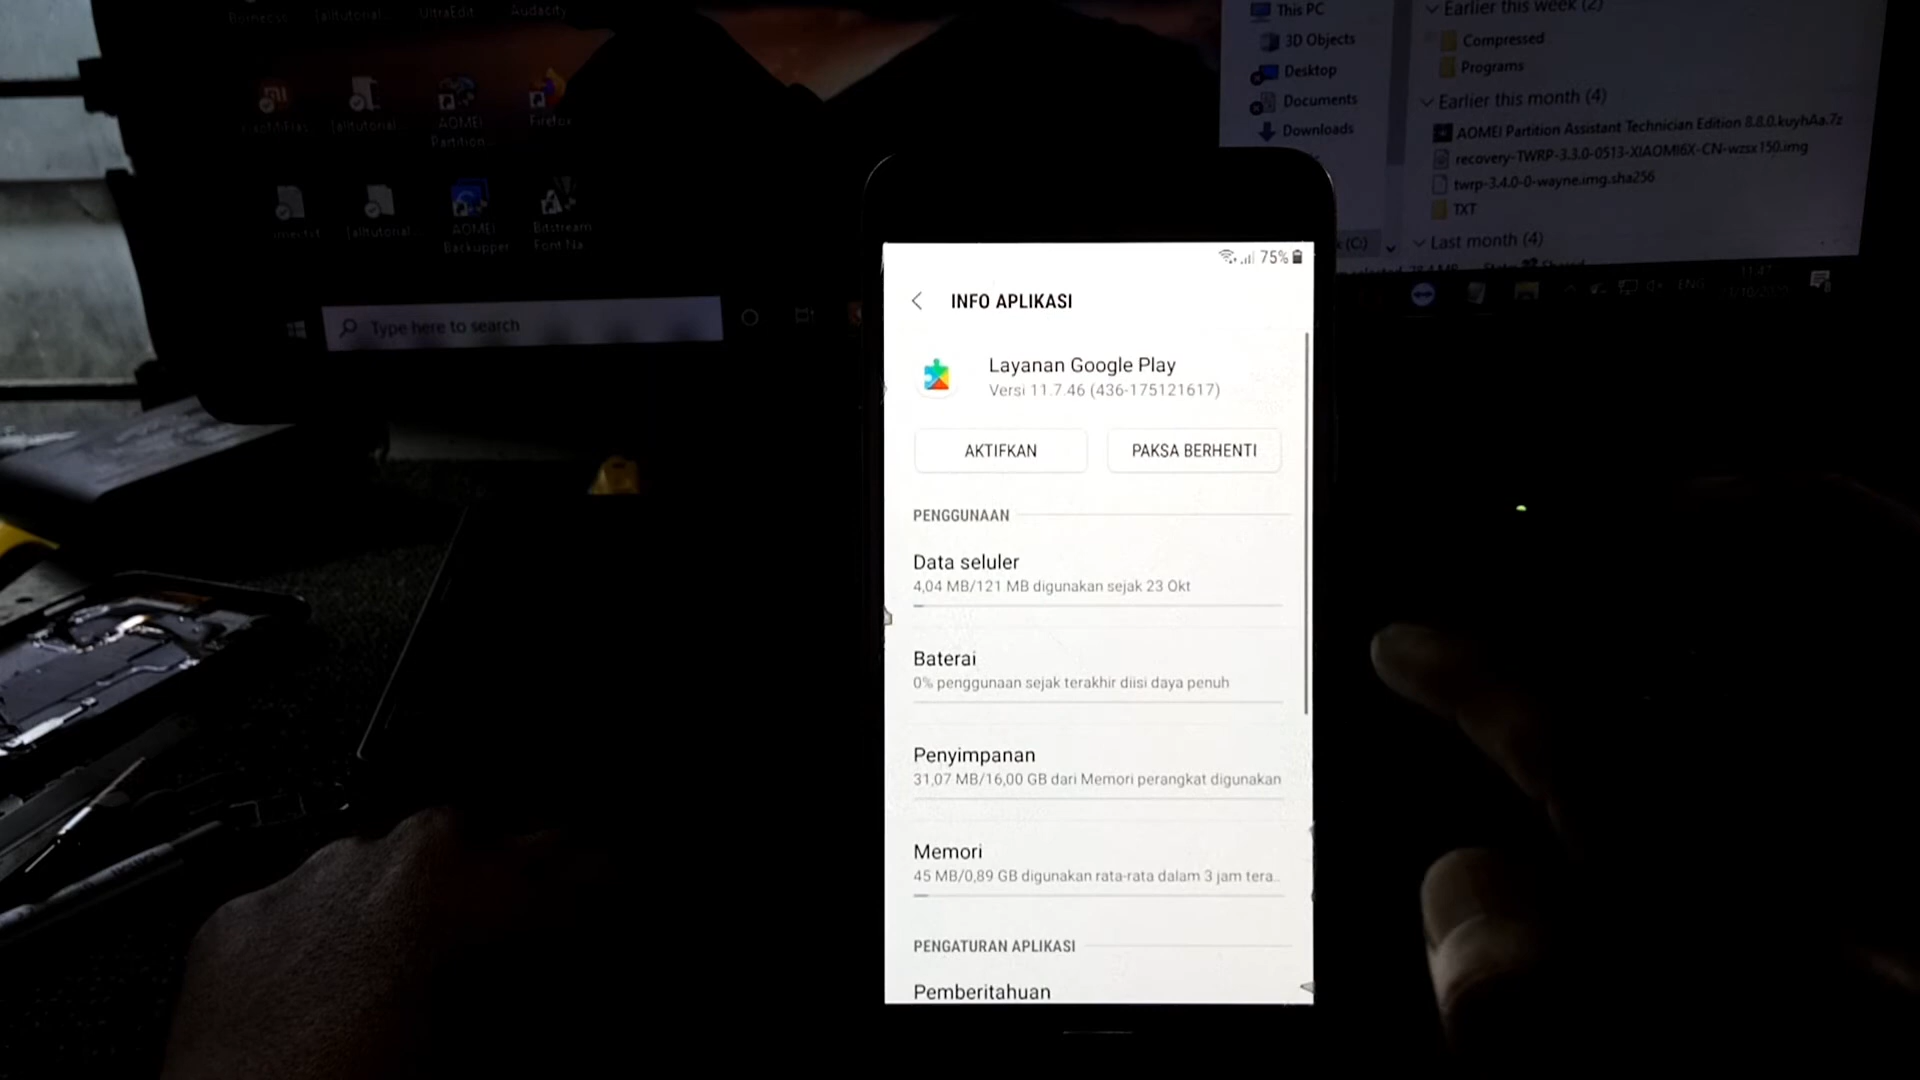 Audacity
UltraEdit
[alltutorial...
Firefox
AOMEI
Partition...
[alltutorial...
AOMEI
Backupper
Bitstream
Font Na...
[alltutorial...
Type here to search
This PC
3D Objects
Desktop
Documents
Downloads
Earlier this week (2)
Compressed
Programs
Earlier this month (4)
AOMEI Partition Assistant Technician Edition 8.8.0.kuyhAa.7z
recovery-TWRP-3.3.0-0513-XIAOMI6X-CN-wzsx150.img
twrp-3.4.0-0-wayne.img.sha256
TXT
Last month (4)
(C:)
ENG
11:47
75%
INFO APLIKASI
Layanan Google Play
Versi 11.7.46 (436-175121617)
AKTIFKAN
PAKSA BERHENTI
PENGGUNAAN
Data seluler
4,04 MB/121 MB digunakan sejak 23 Okt
Baterai
0% penggunaan sejak terakhir diisi daya penuh
Penyimpanan
31,07 MB/16,00 GB dari Memori perangkat digunakan
Memori
45 MB/0,89 GB digunakan rata-rata dalam 3 jam tera...
PENGATURAN APLIKASI
Pemberitahuan